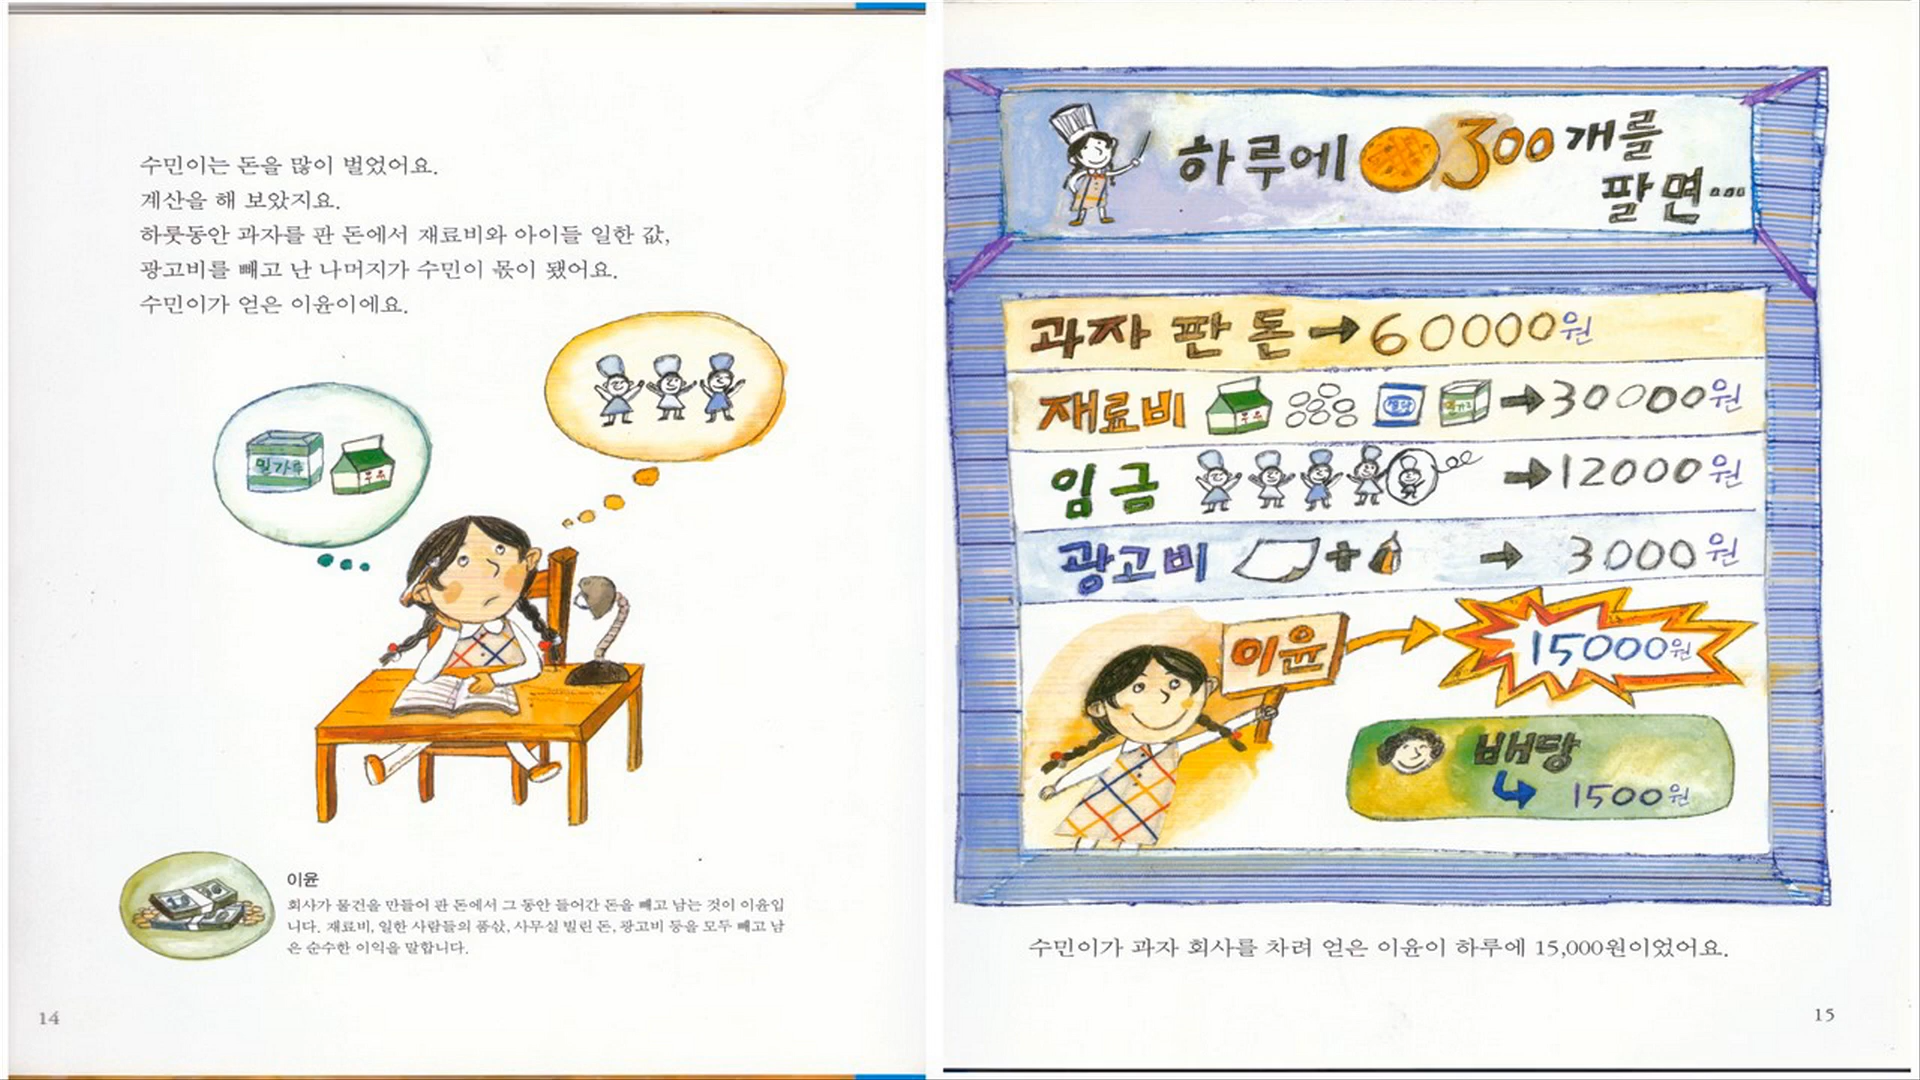 수민이는 돈을 많이 벌었어요.
계산을 해 보았지요.
하룻동안 과자를 판 돈에서 재료비와 아이들 일한 값,
광고비를 빼고 난 나머지가 수민이 몫이 됐어요.
수민이가 얻은 이윤이에요.
밀가루
우유
이윤
회사가 물건을 만들어 판 돈에서 그 동안 들어간 돈을 빼고 남는 것이 이윤입
니다. 재료비, 일한 사람들의 품삯, 사무실 빌린 돈, 광고비 등을 모두 빼고 남
은 순수한 이익을 말합니다.
14
하루에 300개를
팔면...
과자 판 돈 → 60000원
재료비 우유 설탕 밀가루 → 30000원
임금 → 12000원
광고비 + → 3000원
이윤 15000원
배당
1500원
수민이가 과자 회사를 차려 얻은 이윤이 하루에 15,000원이었어요.
15